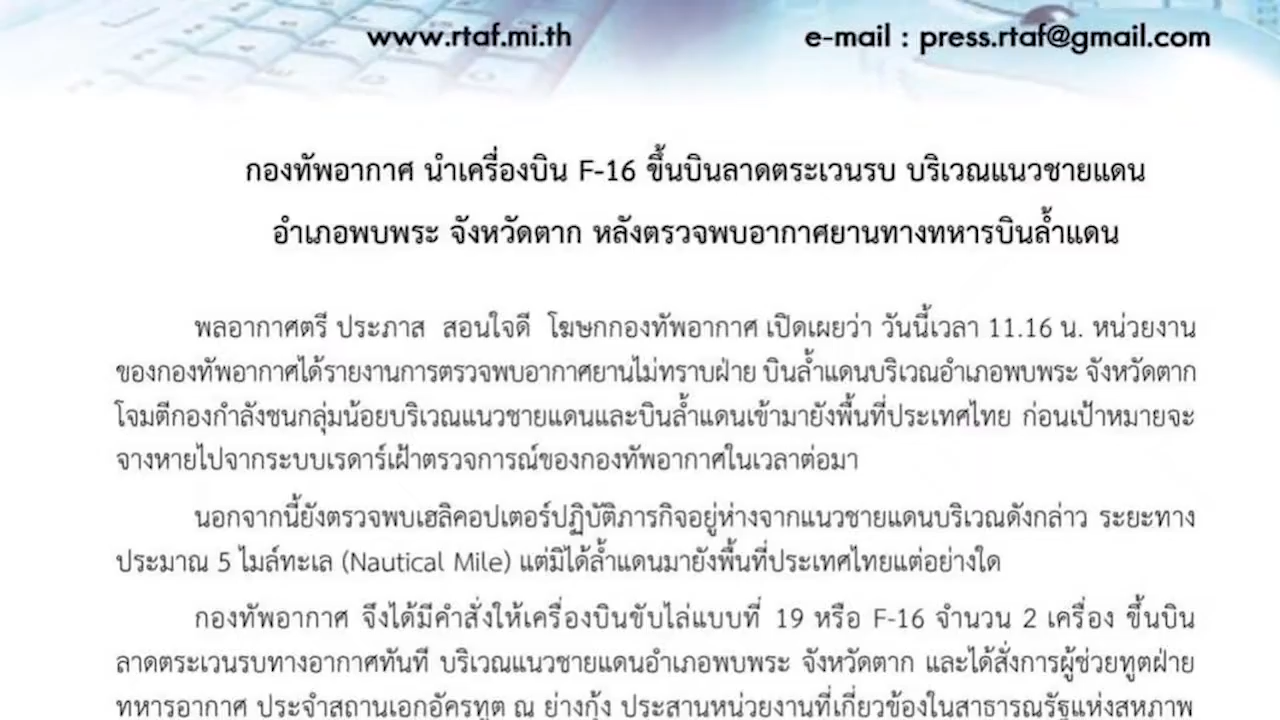 www.rtaf.mi.th e-mail : press.rtaf@gmail.com
กองทัพอากาศ นำเครื่องบิน F-16 ขึ้นบินลาดตระเวนรบ บริเวณแนวชายแดน
อำเภอพบพระ จังหวัดตาก หลังตรวจพบอากาศยานทางทหารบินล้ำแดน
พลอากาศตรี ประภาส สอนใจดี โฆษกกองทัพอากาศ เปิดเผยว่า วันนี้เวลา 11.16 น. หน่วยงาน
ของกองทัพอากาศได้รายงานการตรวจพบอากาศยานไม่ทราบฝ่าย บินล้ำแดนบริเวณอำเภอพบพระ จังหวัดตาก
โจมตีกองกำลังชนกลุ่มน้อยบริเวณแนวชายแดนและบินล้ำแดนเข้ามายังพื้นที่ประเทศไทย ก่อนเป้าหมายจะ
จางหายไปจากระบบเรดาร์เฝ้าตรวจการณ์ของกองทัพอากาศในเวลาต่อมา
นอกจากนี้ยังตรวจพบเฮลิคอปเตอร์ปฏิบัติภารกิจอยู่ห่างจากแนวชายแดนบริเวณดังกล่าว ระยะทาง
ประมาณ 5 ไมล์ทะเล (Nautical Mile) แต่มิได้ล้ำแดนมายังพื้นที่ประเทศไทยแต่อย่างใด
กองทัพอากาศ จึงได้มีคำสั่งให้เครื่องบินขับไล่แบบที่ 19 หรือ F-16 จำนวน 2 เครื่อง ขึ้นบิน
ลาดตระเวนรบทางอากาศทันที บริเวณแนวชายแดนอำเภอพบพระ จังหวัดตาก และได้สั่งการผู้ช่วยทูตฝ่าย
ทหารอากาศ ประจำสถานเอกอัครทูต ณ ย่างกุ้ง ประสานหน่วยงานที่เกี่ยวข้องในสาธารณรัฐแห่งสหภาพ